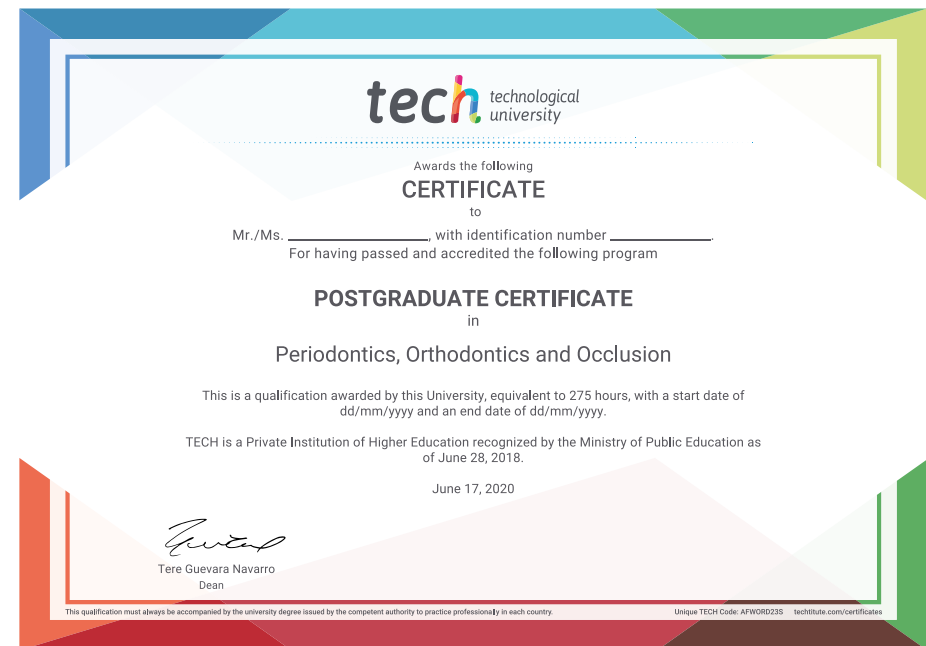 tech technological
university
Awards the following
CERTIFICATE
to
Mr./Ms. ____________________, with identification number ______________.
For having passed and accredited the following program
POSTGRADUATE CERTIFICATE
in
Periodontics, Orthodontics and Occlusion
This is a qualification awarded by this University, equivalent to 275 hours, with a start date of
dd/mm/yyyy and an end date of dd/mm/yyyy.
TECH is a Private Institution of Higher Education recognized by the Ministry of Public Education as
of June 28, 2018.
June 17, 2020
Tere Guevara Navarro
Dean
This qualification must always be accompanied by the university degree issued by the competent authority to practice professionally in each country. Unique TECH Code: AFWORD23S techtitute.com/certificates